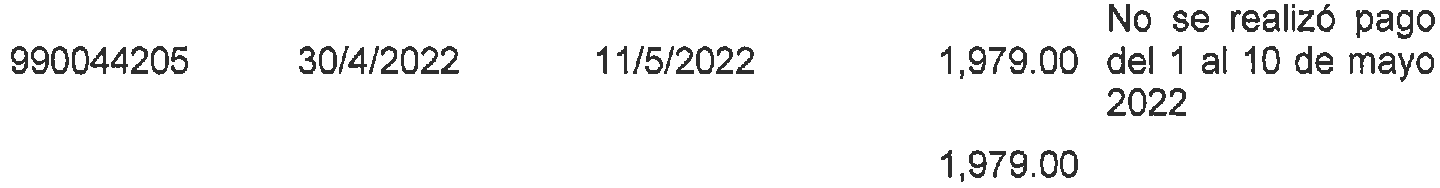 No se realizó pago
990044205 30/4/2022 11/5/2022 1,979.00 del 1 al 10 de mayo
2022
1,979.00